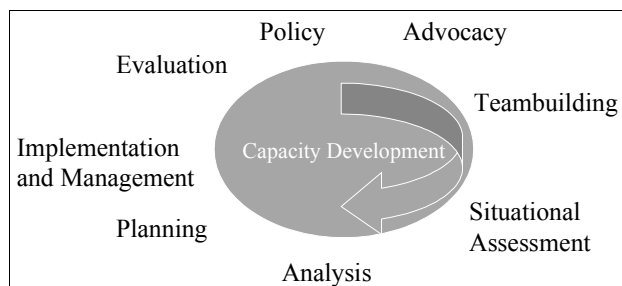 Policy
Advocacy
Evaluation
Teambuilding
Capacity Development
Implementation
and Management
Situational
Assessment
Planning
Analysis